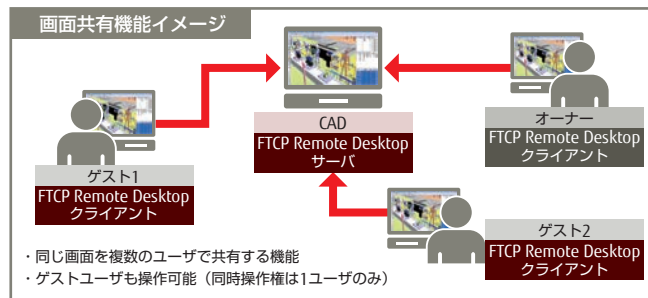 画面共有機能イメージ
CAD
FTCP Remote Desktop
サーバ
オーナー
FTCP Remote Desktop
クライアント
ゲスト1
FTCP Remote Desktop
クライアント
ゲスト2
FTCP Remote Desktop
クライアント
・同じ画面を複数のユーザで共有する機能
・ゲストユーザも操作可能（同時操作権は1ユーザのみ）